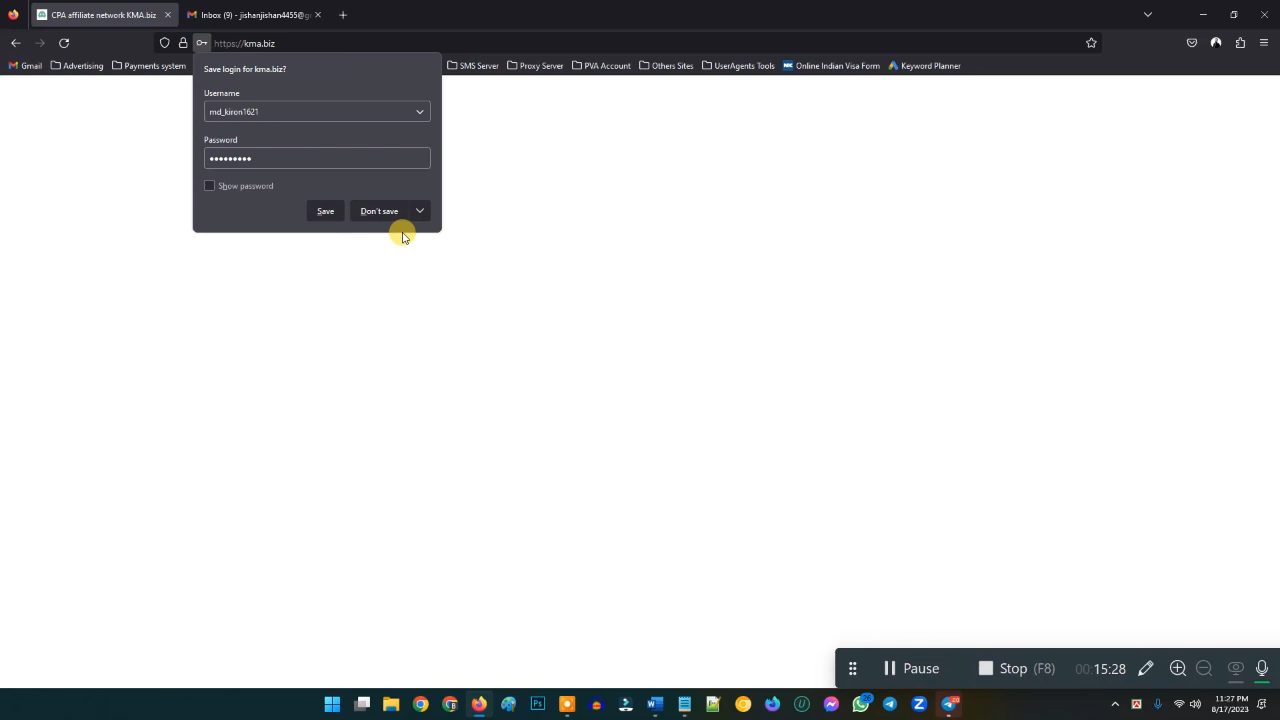 CPA affiliate network KMA.biz
Inbox (9) - jishanjishan4455@g
https://kma.biz
Gmail Advertising Payments system SMS Server Proxy Server PVA Account Others Sites UserAgents Tools Online Indian Visa Form Keyword Planner
Save login for kma.biz?
Username
md_kiron1621
Password
•••••••••
Show password
Save Don't save
Pause Stop (F8) 00:15:28
11:27 PM
8/17/2023